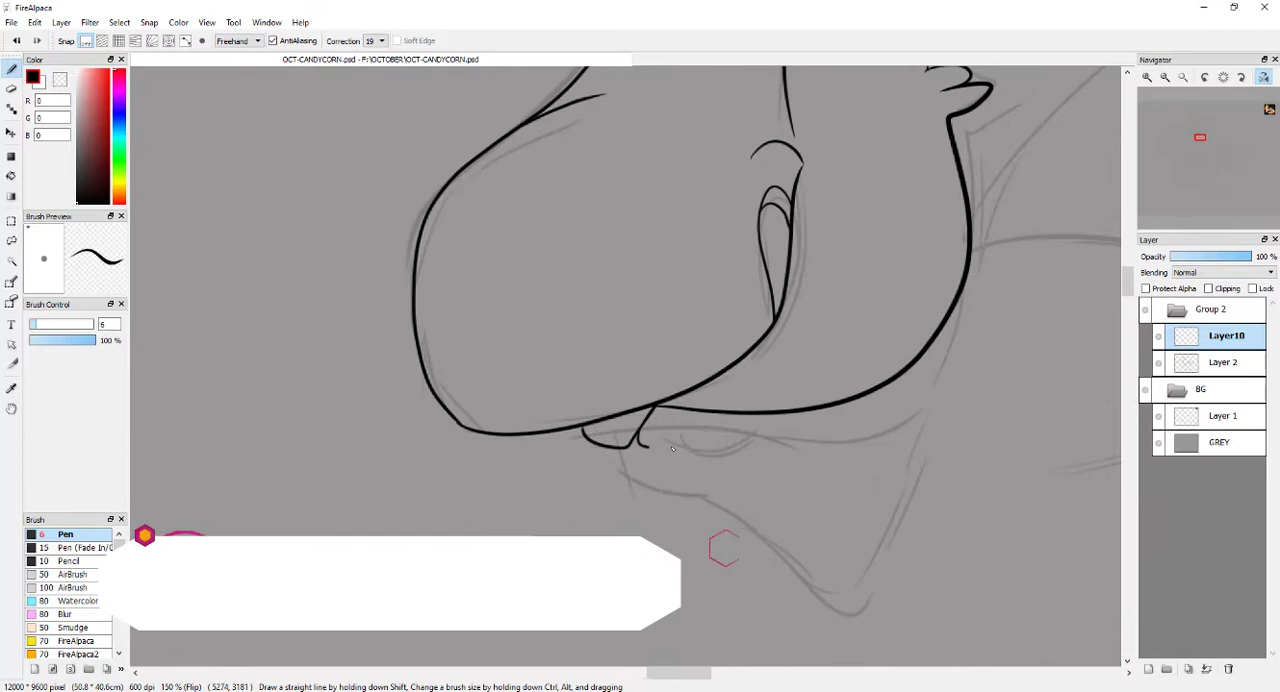 FireAlpaca
File Edit Layer Filter Select Snap Color View Tool Window Help
Snap Freehand AntiAliasing Correction 19 Soft Edge
Color
OCT-CANDYCORN.psd - F:\OCTOBER\OCT-CANDYCORN.psd
Navigator
R 0
G 0
B 0
Brush Preview
Layer
Opacity 100 %
Blending Normal
Protect Alpha Clipping Lock
Brush Control
Group 2
6
Layer10
100 %
Layer 2
BG
Layer 1
GREY
Brush
6 Pen
15 Pen (Fade In/O
10 Pencil
50 AirBrush
100 AirBrush
80 Watercolor
80 Blur
50 Smudge
70 FireAlpaca
70 FireAlpaca2
12000 * 9600 pixel (50.8 * 40.6cm) 600 dpi 150 % (Flip) ( 5274, 3181 ) Draw a straight line by holding down Shift, Change a brush size by holding down Ctrl, Alt, and dragging